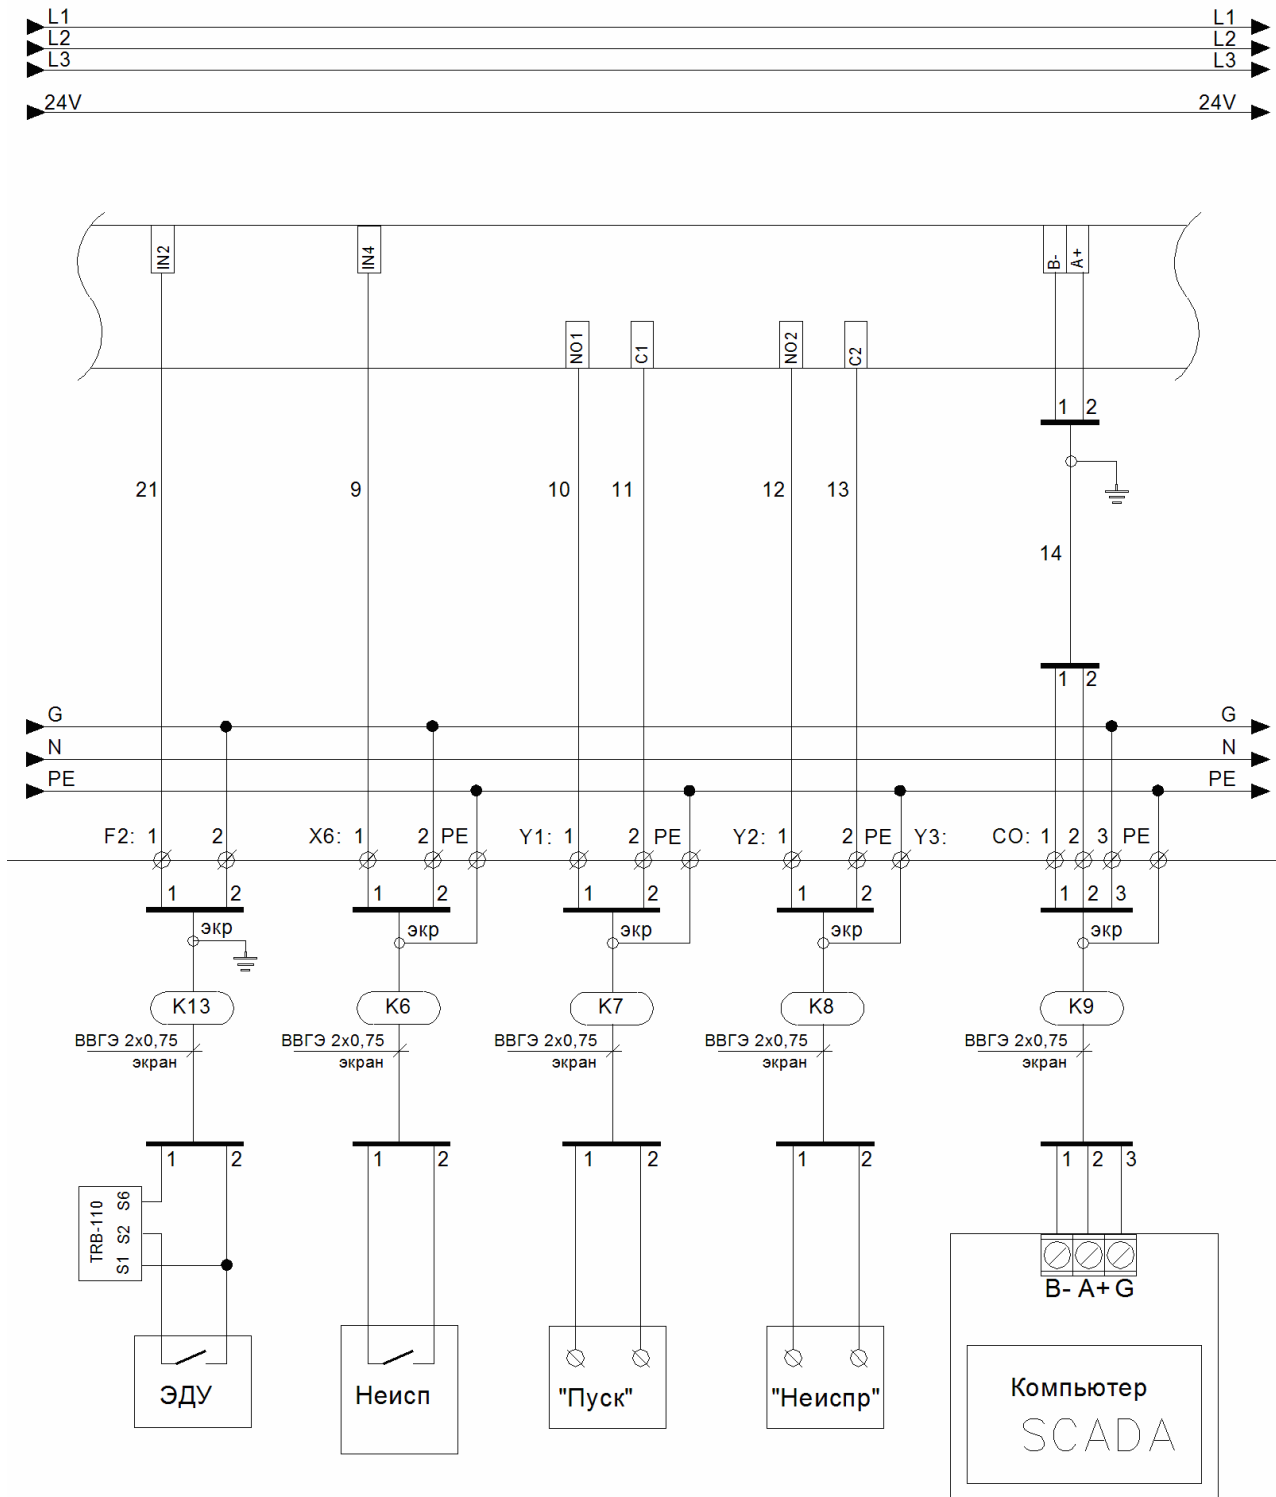 L1 L1
L2 L2
L3 L3
24V 24V
IN2 IN4 B- A+
NO1 C1 NO2 C2
1 2
21 9 10 11 12 13
14
1 2
G G
N N
PE PE
F2: 1 2 X6: 1 2 PE Y1: 1 2 PE Y2: 1 2 PE Y3: CO: 1 2 3 PE
1 2 1 2 1 2 1 2 1 2 3
экр экр экр экр экр
K13 K6 K7 K8 K9
ВВГЭ 2x0,75 ВВГЭ 2x0,75 ВВГЭ 2x0,75 ВВГЭ 2x0,75 ВВГЭ 2x0,75
экран экран экран экран экран
1 2 1 2 1 2 1 2 1 2 3
TRB-110
S6
S2
S1
B- A+ G
ЭДУ Неисп "Пуск" "Неиспр" Компьютер
SCADA